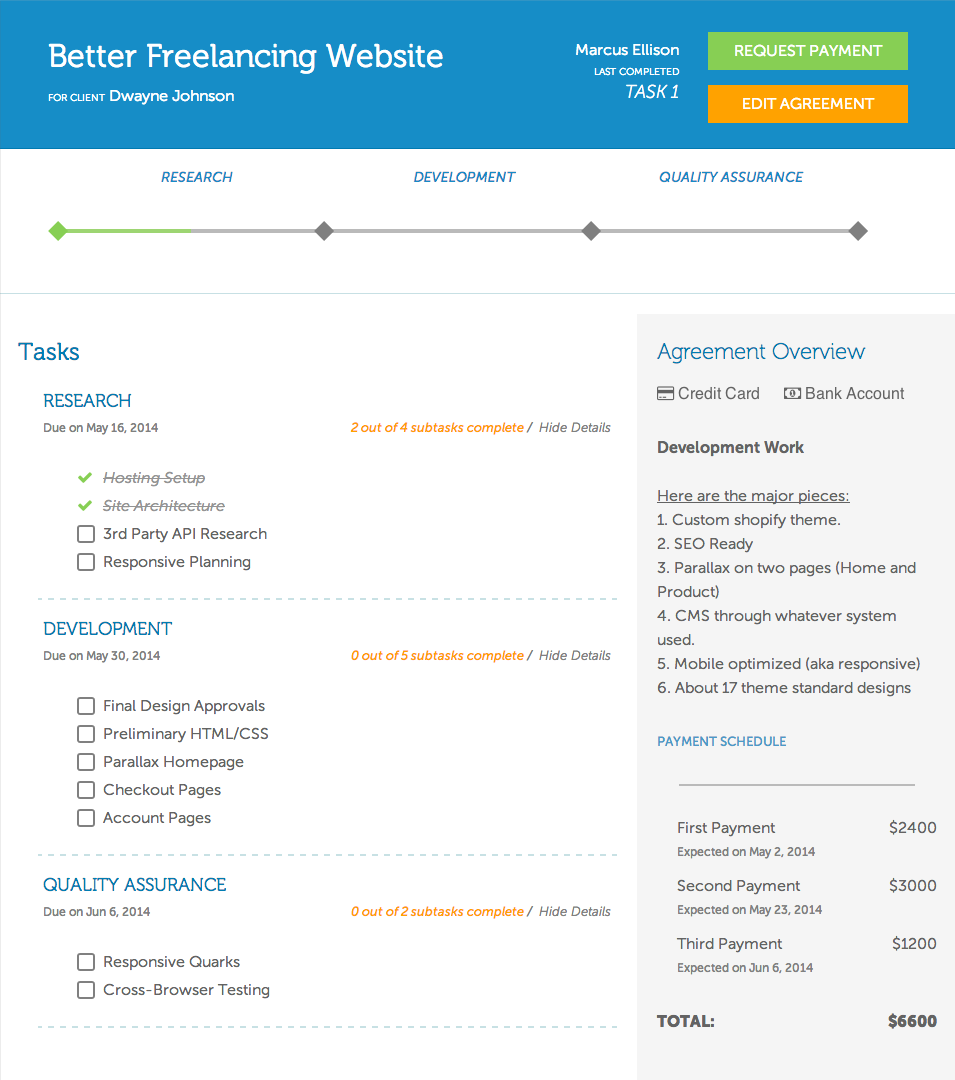 Better Freelancing Website
FOR CLIENT Dwayne Johnson
Marcus Ellison
LAST COMPLETED
TASK 1
REQUEST PAYMENT
EDIT AGREEMENT
RESEARCH
DEVELOPMENT
QUALITY ASSURANCE
Tasks
RESEARCH
Due on May 16, 2014
2 out of 4 subtasks complete / Hide Details
Hosting Setup
Site Architecture
3rd Party API Research
Responsive Planning
DEVELOPMENT
Due on May 30, 2014
0 out of 5 subtasks complete / Hide Details
Final Design Approvals
Preliminary HTML/CSS
Parallax Homepage
Checkout Pages
Account Pages
QUALITY ASSURANCE
Due on Jun 6, 2014
0 out of 2 subtasks complete / Hide Details
Responsive Quarks
Cross-Browser Testing
Agreement Overview
Credit Card
Bank Account
Development Work
Here are the major pieces:
1. Custom shopify theme.
2. SEO Ready
3. Parallax on two pages (Home and
Product)
4. CMS through whatever system
used.
5. Mobile optimized (aka responsive)
6. About 17 theme standard designs
PAYMENT SCHEDULE
First Payment $2400
Expected on May 2, 2014
Second Payment $3000
Expected on May 23, 2014
Third Payment $1200
Expected on Jun 6, 2014
TOTAL: $6600